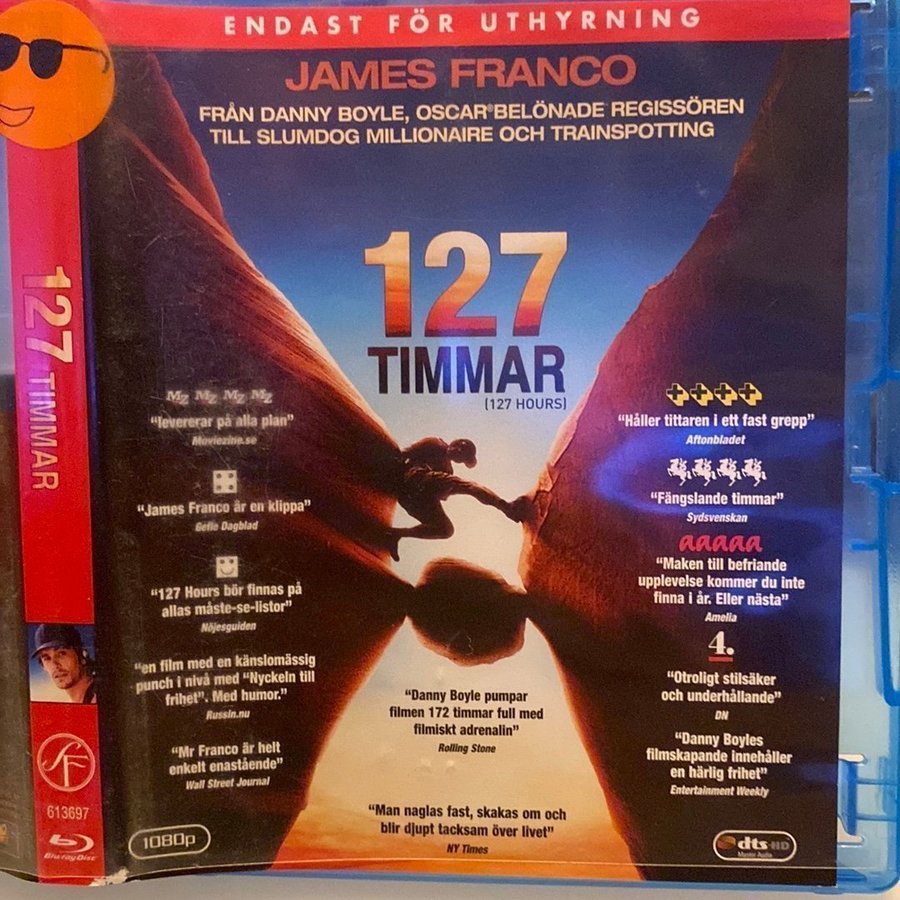 ENDAST FÖR UTHYRNING
JAMES FRANCO
FRÅN DANNY BOYLE, OSCAR® BELÖNADE REGISSÖREN
TILL SLUMDOG MILLIONAIRE OCH TRAINSPOTTING
127
TIMMAR
(127 HOURS)
MZ MZ MZ MZ
"levererar på alla plan"
Moviezine.se
"James Franco är en klippa"
Gefle Dagblad
"127 Hours bör finnas på
allas måste-se-listor"
Nöjesguiden
"en film med en känslomässig
punch i nivå med "Nyckeln till
frihet". Med humor."
Russin.nu
"Mr Franco är helt
enkelt enastående"
Wall Street Journal
"Danny Boyle pumpar
filmen 172 timmar full med
filmiskt adrenalin"
Rolling Stone
"Man naglas fast, skakas om och
blir djupt tacksam över livet"
NY Times
"Håller tittaren i ett fast grepp"
Aftonbladet
"Fängslande timmar"
Sydsvenskan
aaaaa
"Maken till befriande
upplevelse kommer du inte
finna i år. Eller nästa"
Amelia
4.
"Otroligt stilsäker
och underhållande"
DN
"Danny Boyles
filmskapande innehåller
en härlig frihet"
Entertainment Weekly
1080p
dts-HD
Master Audio
127 TIMMAR
SF
613697
Blu-ray Disc